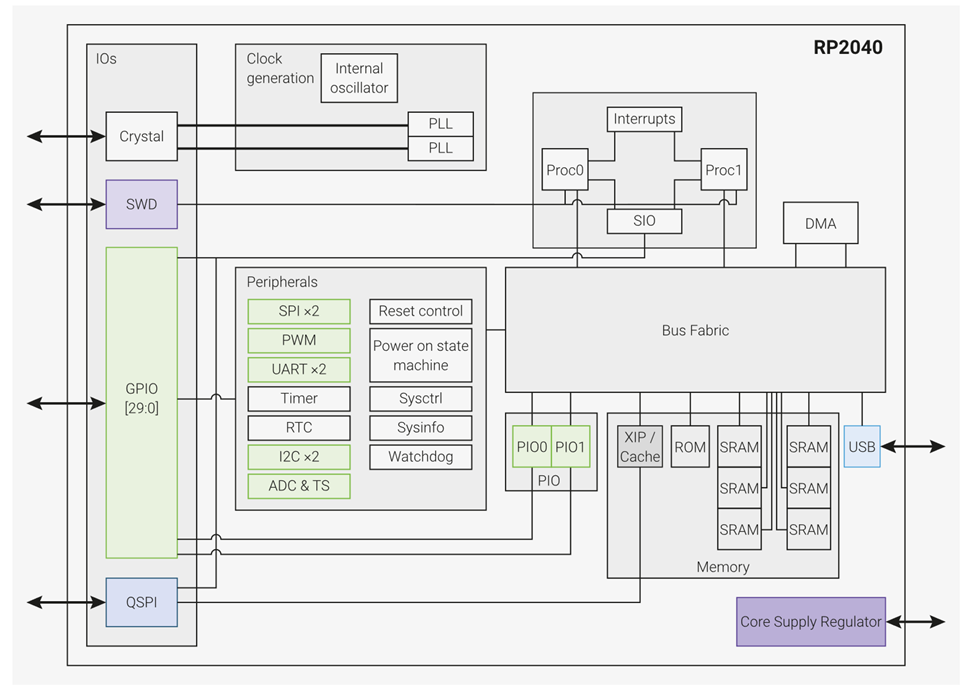 RP2040
IOs
Crystal
SWD
GPIO
[29:0]
QSPI
Clock
generation
Internal
oscillator
PLL
PLL
Interrupts
Proc0
Proc1
SIO
DMA
Peripherals
SPI ×2
PWM
UART ×2
Timer
RTC
I2C ×2
ADC & TS
Reset control
Power on state
machine
Sysctrl
Sysinfo
Watchdog
Bus Fabric
PIO0
PIO1
PIO
XIP /
Cache
ROM
SRAM
SRAM
SRAM
SRAM
SRAM
SRAM
Memory
USB
Core Supply Regulator